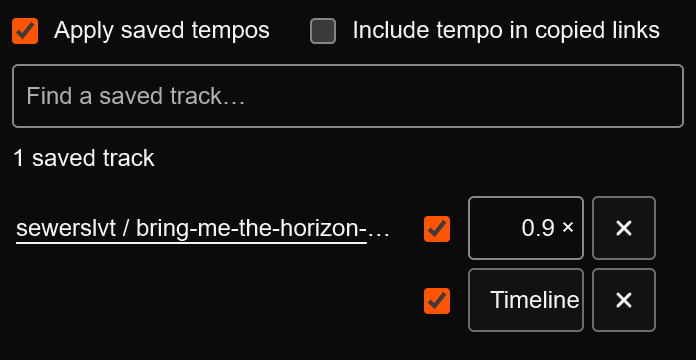 Apply saved tempos Include tempo in copied links
Find a saved track…
1 saved track
sewerslvt / bring-me-the-horizon-… 0.9 × ✕
Timeline ✕